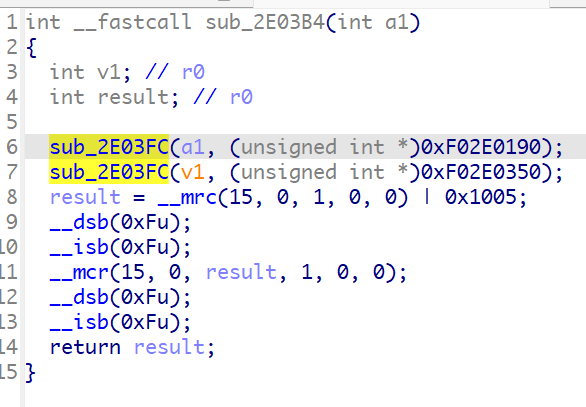 1 int __fastcall sub_2E03B4(int a1)
2 {
3 int v1; // r0
4 int result; // r0
5
6 sub_2E03FC(a1, (unsigned int *)0xF02E0190);
7 sub_2E03FC(v1, (unsigned int *)0xF02E0350);
8 result = __mrc(15, 0, 1, 0, 0) | 0x1005;
9 __dsb(0xFu);
10 __isb(0xFu);
11 __mcr(15, 0, result, 1, 0, 0);
12 __dsb(0xFu);
13 __isb(0xFu);
14 return result;
15 }